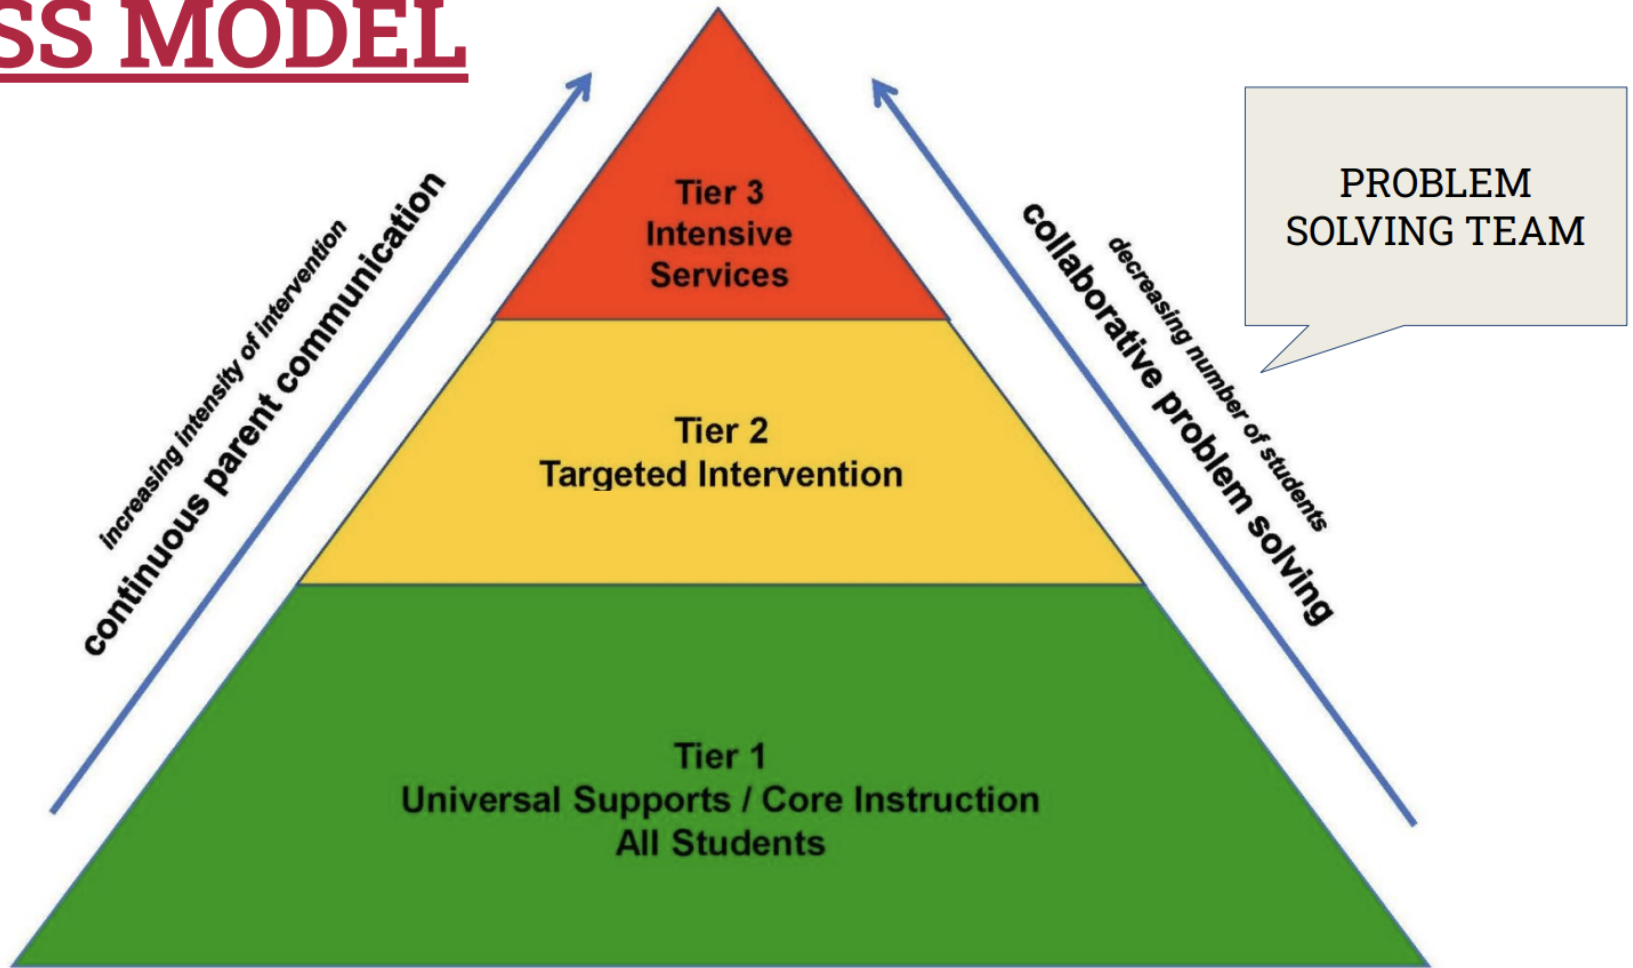 SS MODEL
increasing intensity of intervention
continuous parent communication
Tier 3
Intensive
Services
Tier 2
Targeted Intervention
Tier 1
Universal Supports / Core Instruction
All Students
decreasing number of students
collaborative problem solving
PROBLEM
SOLVING TEAM